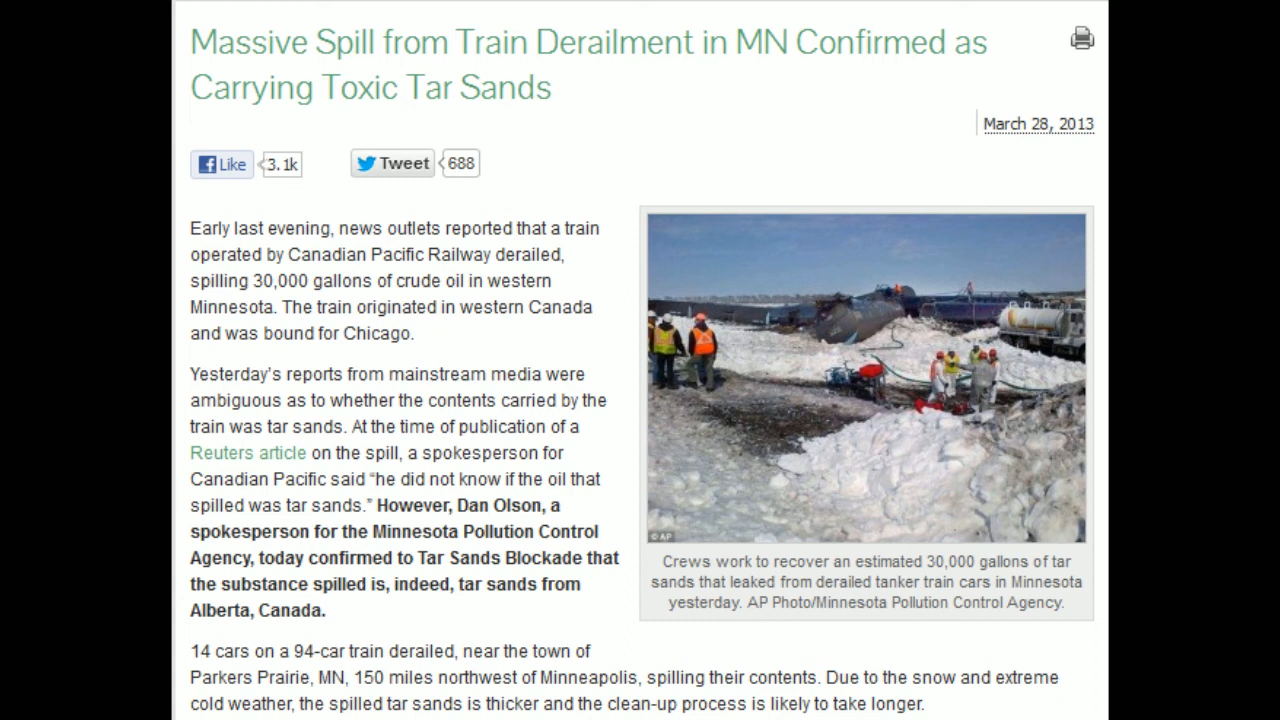 Massive Spill from Train Derailment in MN Confirmed as
Carrying Toxic Tar Sands
March 28, 2013
Like 3.1k Tweet 688
Early last evening, news outlets reported that a train
operated by Canadian Pacific Railway derailed,
spilling 30,000 gallons of crude oil in western
Minnesota. The train originated in western Canada
and was bound for Chicago.
Yesterday's reports from mainstream media were
ambiguous as to whether the contents carried by the
train was tar sands. At the time of publication of a
Reuters article on the spill, a spokesperson for
Canadian Pacific said “he did not know if the oil that
spilled was tar sands.” However, Dan Olson, a
spokesperson for the Minnesota Pollution Control
Agency, today confirmed to Tar Sands Blockade that
the substance spilled is, indeed, tar sands from
Alberta, Canada.
© AP
Crews work to recover an estimated 30,000 gallons of tar
sands that leaked from derailed tanker train cars in Minnesota
yesterday. AP Photo/Minnesota Pollution Control Agency.
14 cars on a 94-car train derailed, near the town of
Parkers Prairie, MN, 150 miles northwest of Minneapolis, spilling their contents. Due to the snow and extreme
cold weather, the spilled tar sands is thicker and the clean-up process is likely to take longer.